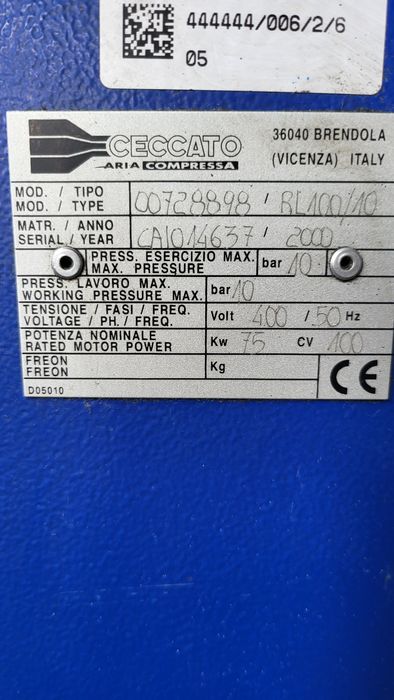 444444/006/2/6
05
CECCATO
ARIA COMPRESSA
36040 BRENDOLA
(VICENZA) ITALY
MOD. / TIPO
MOD. / TYPE
00728898 / RL100/10
MATR. / ANNO
SERIAL / YEAR
CAI014637 / 2000
PRESS. ESERCIZIO MAX.
MAX. PRESSURE
bar 10
PRESS. LAVORO MAX.
WORKING PRESSURE MAX.
bar 10
TENSIONE / FASI / FREQ.
VOLTAGE / PH. / FREQ.
Volt 400 / 50 Hz
POTENZA NOMINALE
RATED MOTOR POWER
Kw 75 CV 100
FREON
FREON
Kg
CE
D05010